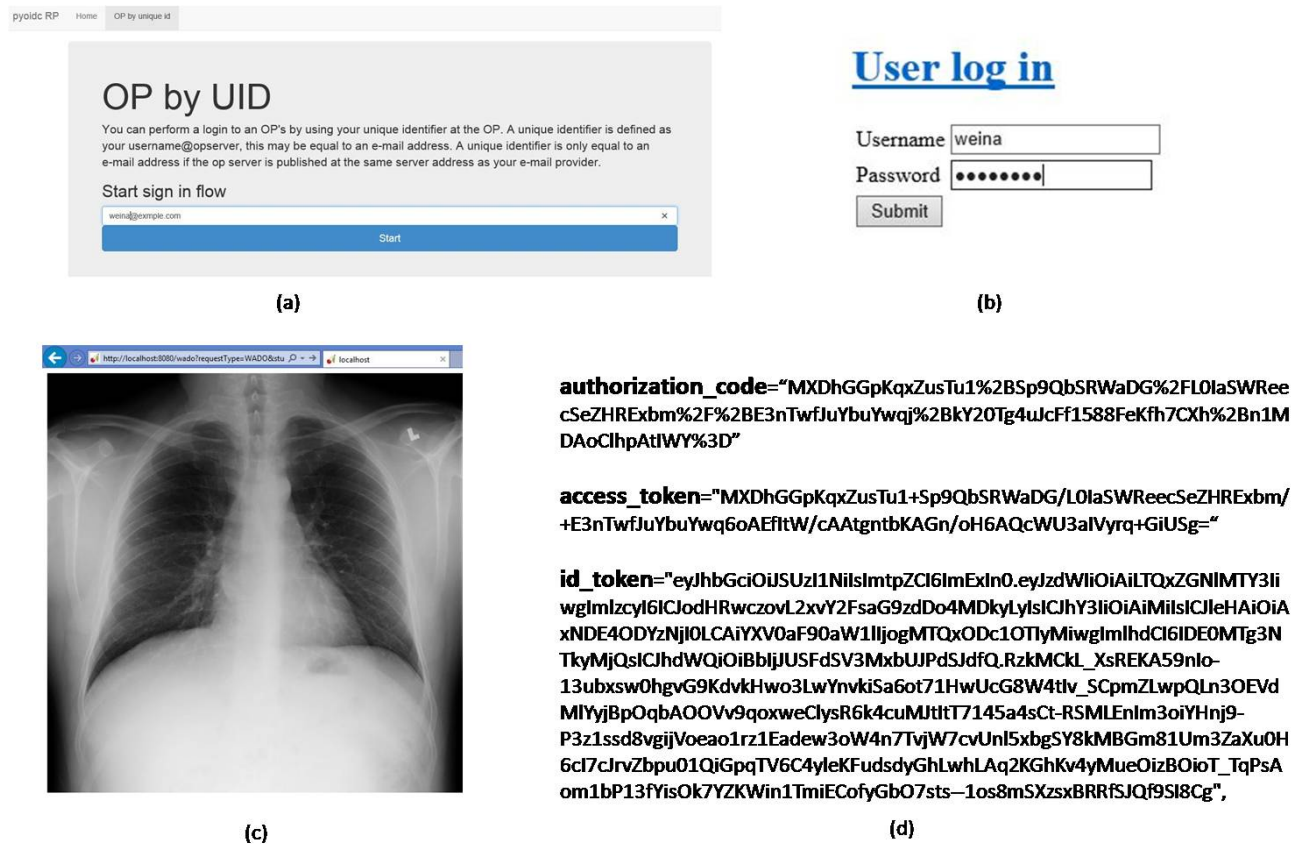 pyoidc RP Home OP by unique id
OP by UID
You can perform a login to an OP's by using your unique identifier at the OP. A unique identifier is defined as
your username@opserver, this may be equal to an e-mail address. A unique identifier is only equal to an
e-mail address if the op server is published at the same server address as your e-mail provider.
Start sign in flow
weina@exmple.com
Start
(a)
User log in
Username weina
Password ●●●●●●●●
Submit
(b)
http://localhost:8080/wado?requestType=WADO&stu localhost
L
(c)
authorization_code="MXDhGGpKqxZusTu1%2BSp9QbSRWaDG%2FL0IaSWRee
cSeZHRExbm%2F%2BE3nTwfJuYbuYwqj%2BkY20Tg4uJcFf1588FeKfh7CXh%2Bn1M
DAoClhpAtIWY%3D”
access_token="MXDhGGpKqxZusTu1+Sp9QbSRWaDG/L0IaSWReecSeZHRExbm/
+E3nTwfJuYbuYwq6oAEfItW/cAAtgntbKAGn/oH6AQcWU3aIVyrq+GiUSg=“
id_token="eyJhbGciOiJSUzI1NiIsImtpZCI6ImExIn0.eyJzdWIiOiAiLTQxZGNlMTY3Ii
wgImlzcyI6ICJodHRwczovL2xvY2FsaG9zdDo4MDkyLyIsICJhY3IiOiAiMiIsICJleHAiOiA
xNDE4ODYzNjI0LCAiYXV0aF90aW1lIjogMTQxODc1OTIyMiwgImlhdCI6IDE0MTg3N
TkyMjQsICJhdWQiOiBbIjJUSFdSV3MxbUJPdSJdfQ.RzkMCkL_XsREKA59nIo-
13ubxsw0hgvG9KdvkHwo3LwYnvkiSa6ot71HwUcG8W4tIv_SCpmZLwpQLn3OEVd
MlYyjBpOqbAOOVv9qoxweClysR6k4cuMJtItT7145a4sCt-RSMLEnIm3oiYHnj9-
P3z1ssd8vgijVoeao1rz1Eadew3oW4n7TvjW7cvUnl5xbgSY8kMBGm81Um3ZaXu0H
6cI7cJrvZbpu01QiGpqTV6C4yleKFudsdyGhLwhLAq2KGhKv4yMueOizBOioT_TqPsA
om1bP13fYisOk7YZKWin1TmiECofyGbO7sts--1os8mSXzsxBRRfSJQf9SI8Cg",
(d)